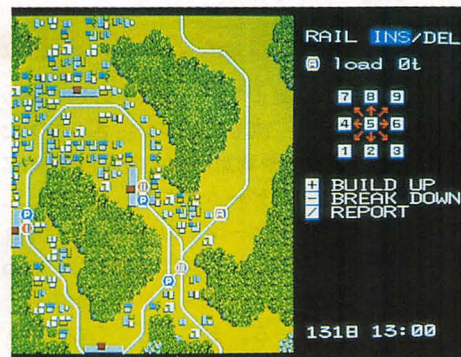 RAIL INS/DEL
A load 0t
7 8 9
4 5 6
1 2 3
+ BUILD UP
- BREAK DOWN
/ REPORT
P
P
A
P
131日 13:00